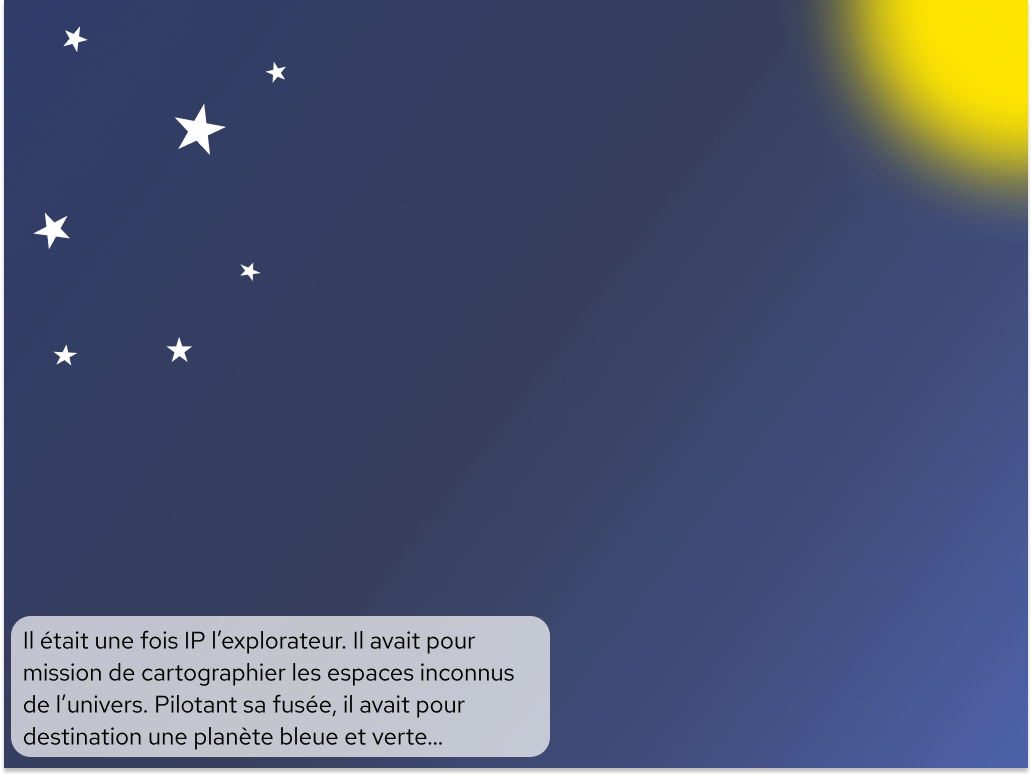 Il était une fois IP l’explorateur. Il avait pour
mission de cartographier les espaces inconnus
de l’univers. Pilotant sa fusée, il avait pour
destination une planète bleue et verte...